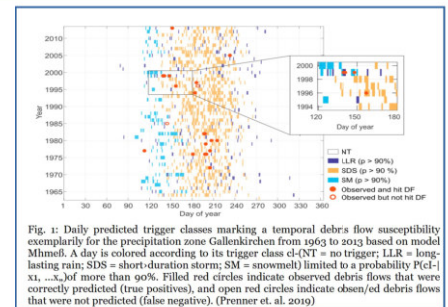 2010
2005
2000
1995
1990
1985
1980
1975
1970
1965
Year
0 30 60 90 120 150 180 210 240 270 300 330 360
Day of year
2000
1998
1996
1994
120 140 160 180
Day of year
NT
LLR (p > 90%)
SDS (p > 90 %)
SM (p > 90%)
Observed and hit DF
Observed but not hit DF
Fig. 1: Daily predicted trigger classes marking a temporal debris flow susceptibility
exemplarily for the precipitation zone Gallenkirchen from 1963 to 2013 based on model
Mhmeß. A day is colored according to its trigger class cl-(NT = no trigger; LLR = long-
lasting rain; SDS = short-duration storm; SM = snowmelt) limited to a probability P(cl-|
x1, ...xₙ)of more than 90%. Filled red circles indicate observed debris flows that were
correctly predicted (true positives), and open red circles indicate obsen/ed debris flows
that were not predicted (false negative). (Prenner et. al. 2019)